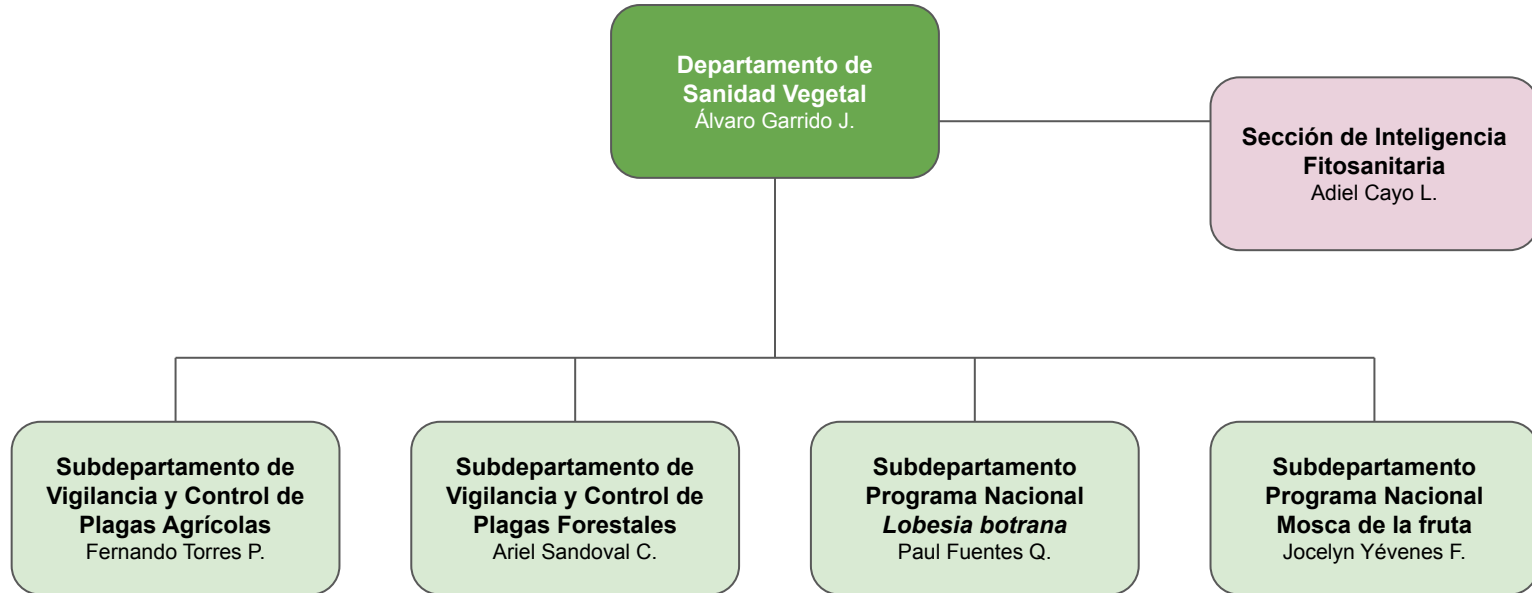 Departamento de
Sanidad Vegetal
Álvaro Garrido J.
Sección de Inteligencia
Fitosanitaria
Adiel Cayo L.
Subdepartamento de
Vigilancia y Control de
Plagas Agrícolas
Fernando Torres P.
Subdepartamento de
Vigilancia y Control de
Plagas Forestales
Ariel Sandoval C.
Subdepartamento
Programa Nacional
Lobesia botrana
Paul Fuentes Q.
Subdepartamento
Programa Nacional
Mosca de la fruta
Jocelyn Yévenes F.